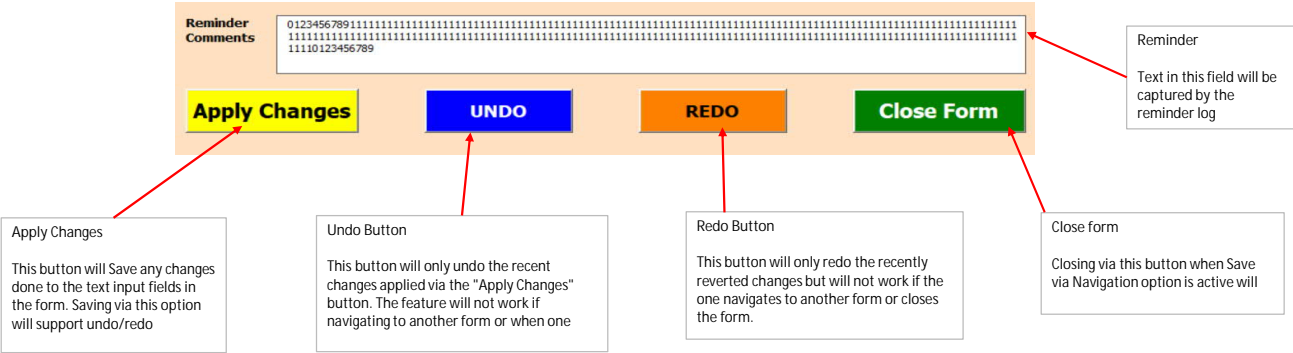 Reminder
Comments
01234567891111111111111111111111111111111111111111111111111111111111111111111111111111111111111111111111111111111111111
11111111111111111111111111111111111111111111111111111111111111111111111111111111111111111111111111111111111111111111111
11110123456789
Apply Changes
UNDO
REDO
Close Form
Reminder
Text in this field will be
captured by the
reminder log
Apply Changes
This button will Save any changes
done to the text input fields in
the form. Saving via this option
will support undo/redo
Undo Button
This button will only undo the recent
changes applied via the "Apply Changes"
button. The feature will not work if
navigating to another form or when one
Redo Button
This button will only redo the recently
reverted changes but will not work if the
one navigates to another form or closes
the form.
Close form
Closing via this button when Save
via Navigation option is active will